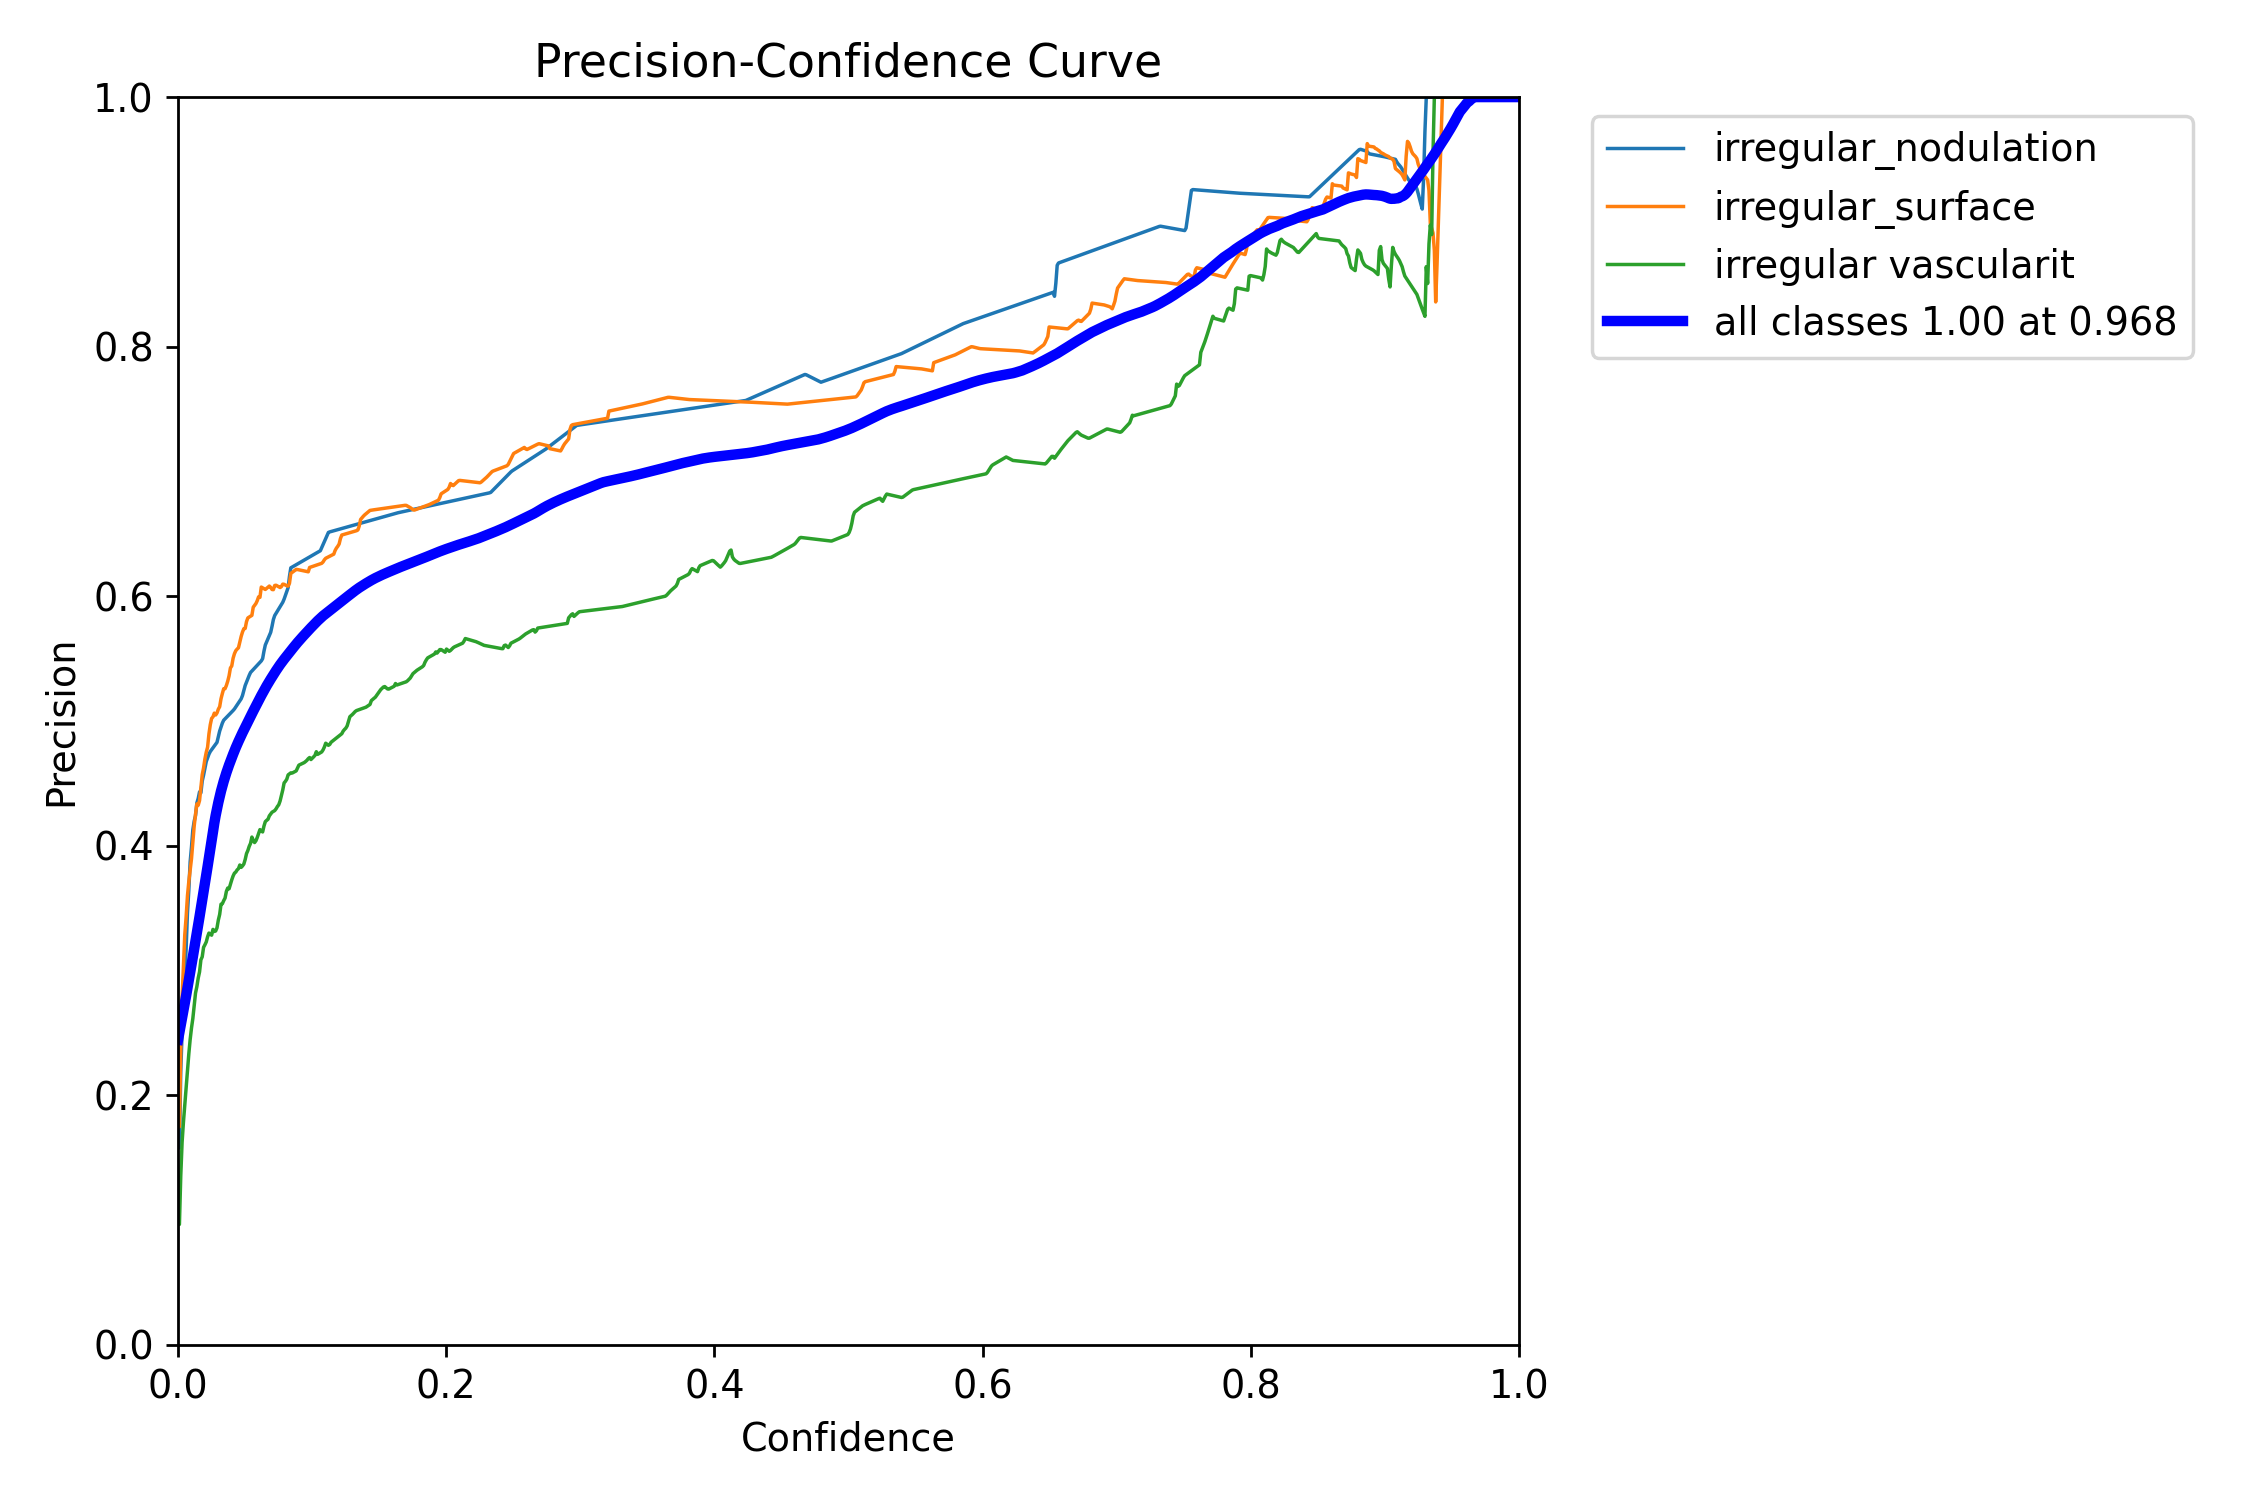 Precision-Confidence Curve
1.0
0.8
0.6
0.4
0.2
0.0
Precision
0.0 0.2 0.4 0.6 0.8 1.0
Confidence
irregular_nodulation
irregular_surface
irregular vascularit
all classes 1.00 at 0.968